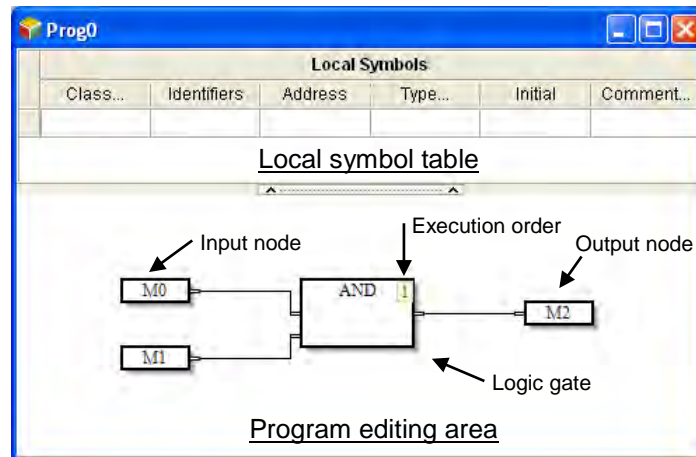 Prog0
Local Symbols
Class... Identifiers Address Type... Initial Comment...
Local symbol table
Execution order
Input node
Output node
M0
AND 1
M2
M1
Logic gate
Program editing area